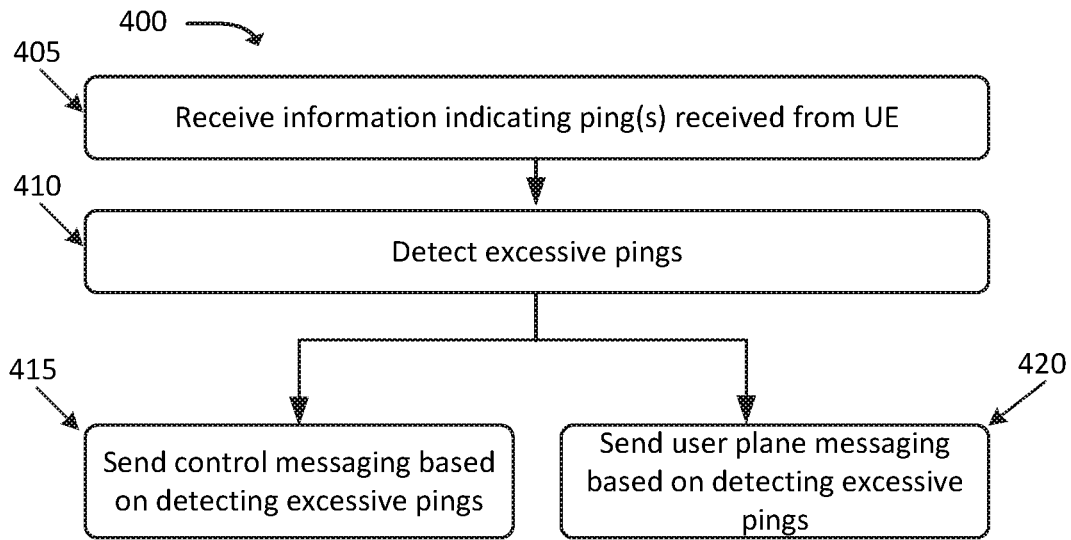 400
405
Receive information indicating ping(s) received from UE
410
Detect excessive pings
415
Send control messaging based
on detecting excessive pings
420
Send user plane messaging
based on detecting excessive
pings